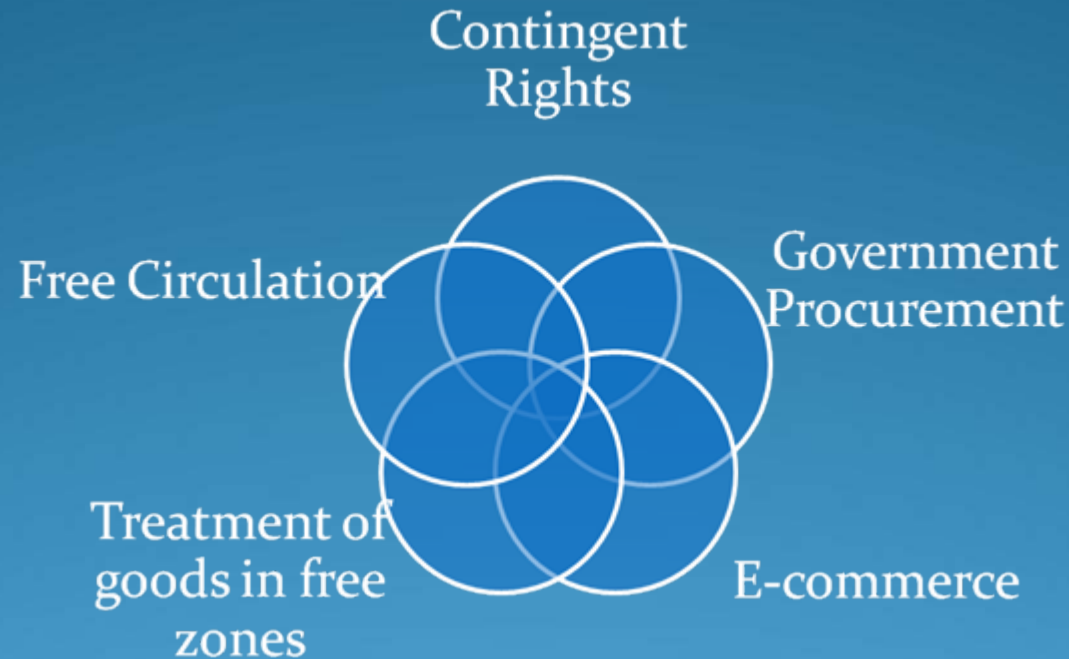 Contingent
Rights
Free Circulation
Government
Procurement
Treatment of
goods in free
zones
E-commerce